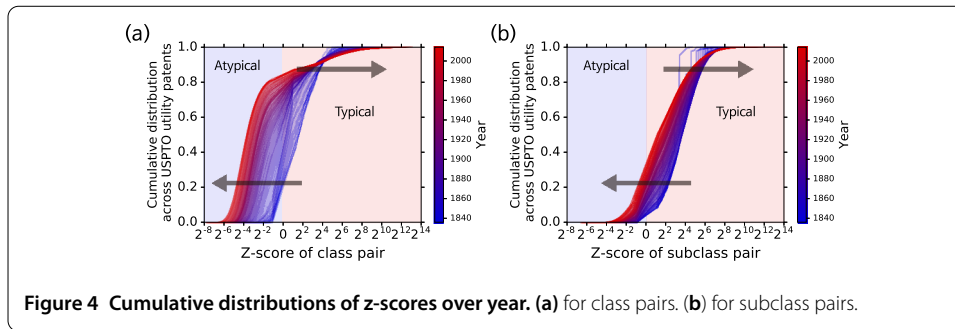 (a)
Cumulative distribution
across USPTO utility patents
1.0
0.8
0.6
0.4
0.2
0.0
Atypical
Typical
2^-8 2^-6 2^-4 2^-2 0 2^2 2^4 2^6 2^8 2^10 2^12 2^14
Z-score of class pair
2000
1980
1960
1940
1920
1900
1880
1860
1840
Year
(b)
Cumulative distribution
across USPTO utility patents
1.0
0.8
0.6
0.4
0.2
0.0
Atypical
Typical
2^-8 2^-6 2^-4 2^-2 0 2^2 2^4 2^6 2^8 2^10 2^12 2^14
Z-score of subclass pair
2000
1980
1960
1940
1920
1900
1880
1860
1840
Year
Figure 4 Cumulative distributions of z-scores over year. (a) for class pairs. (b) for subclass pairs.